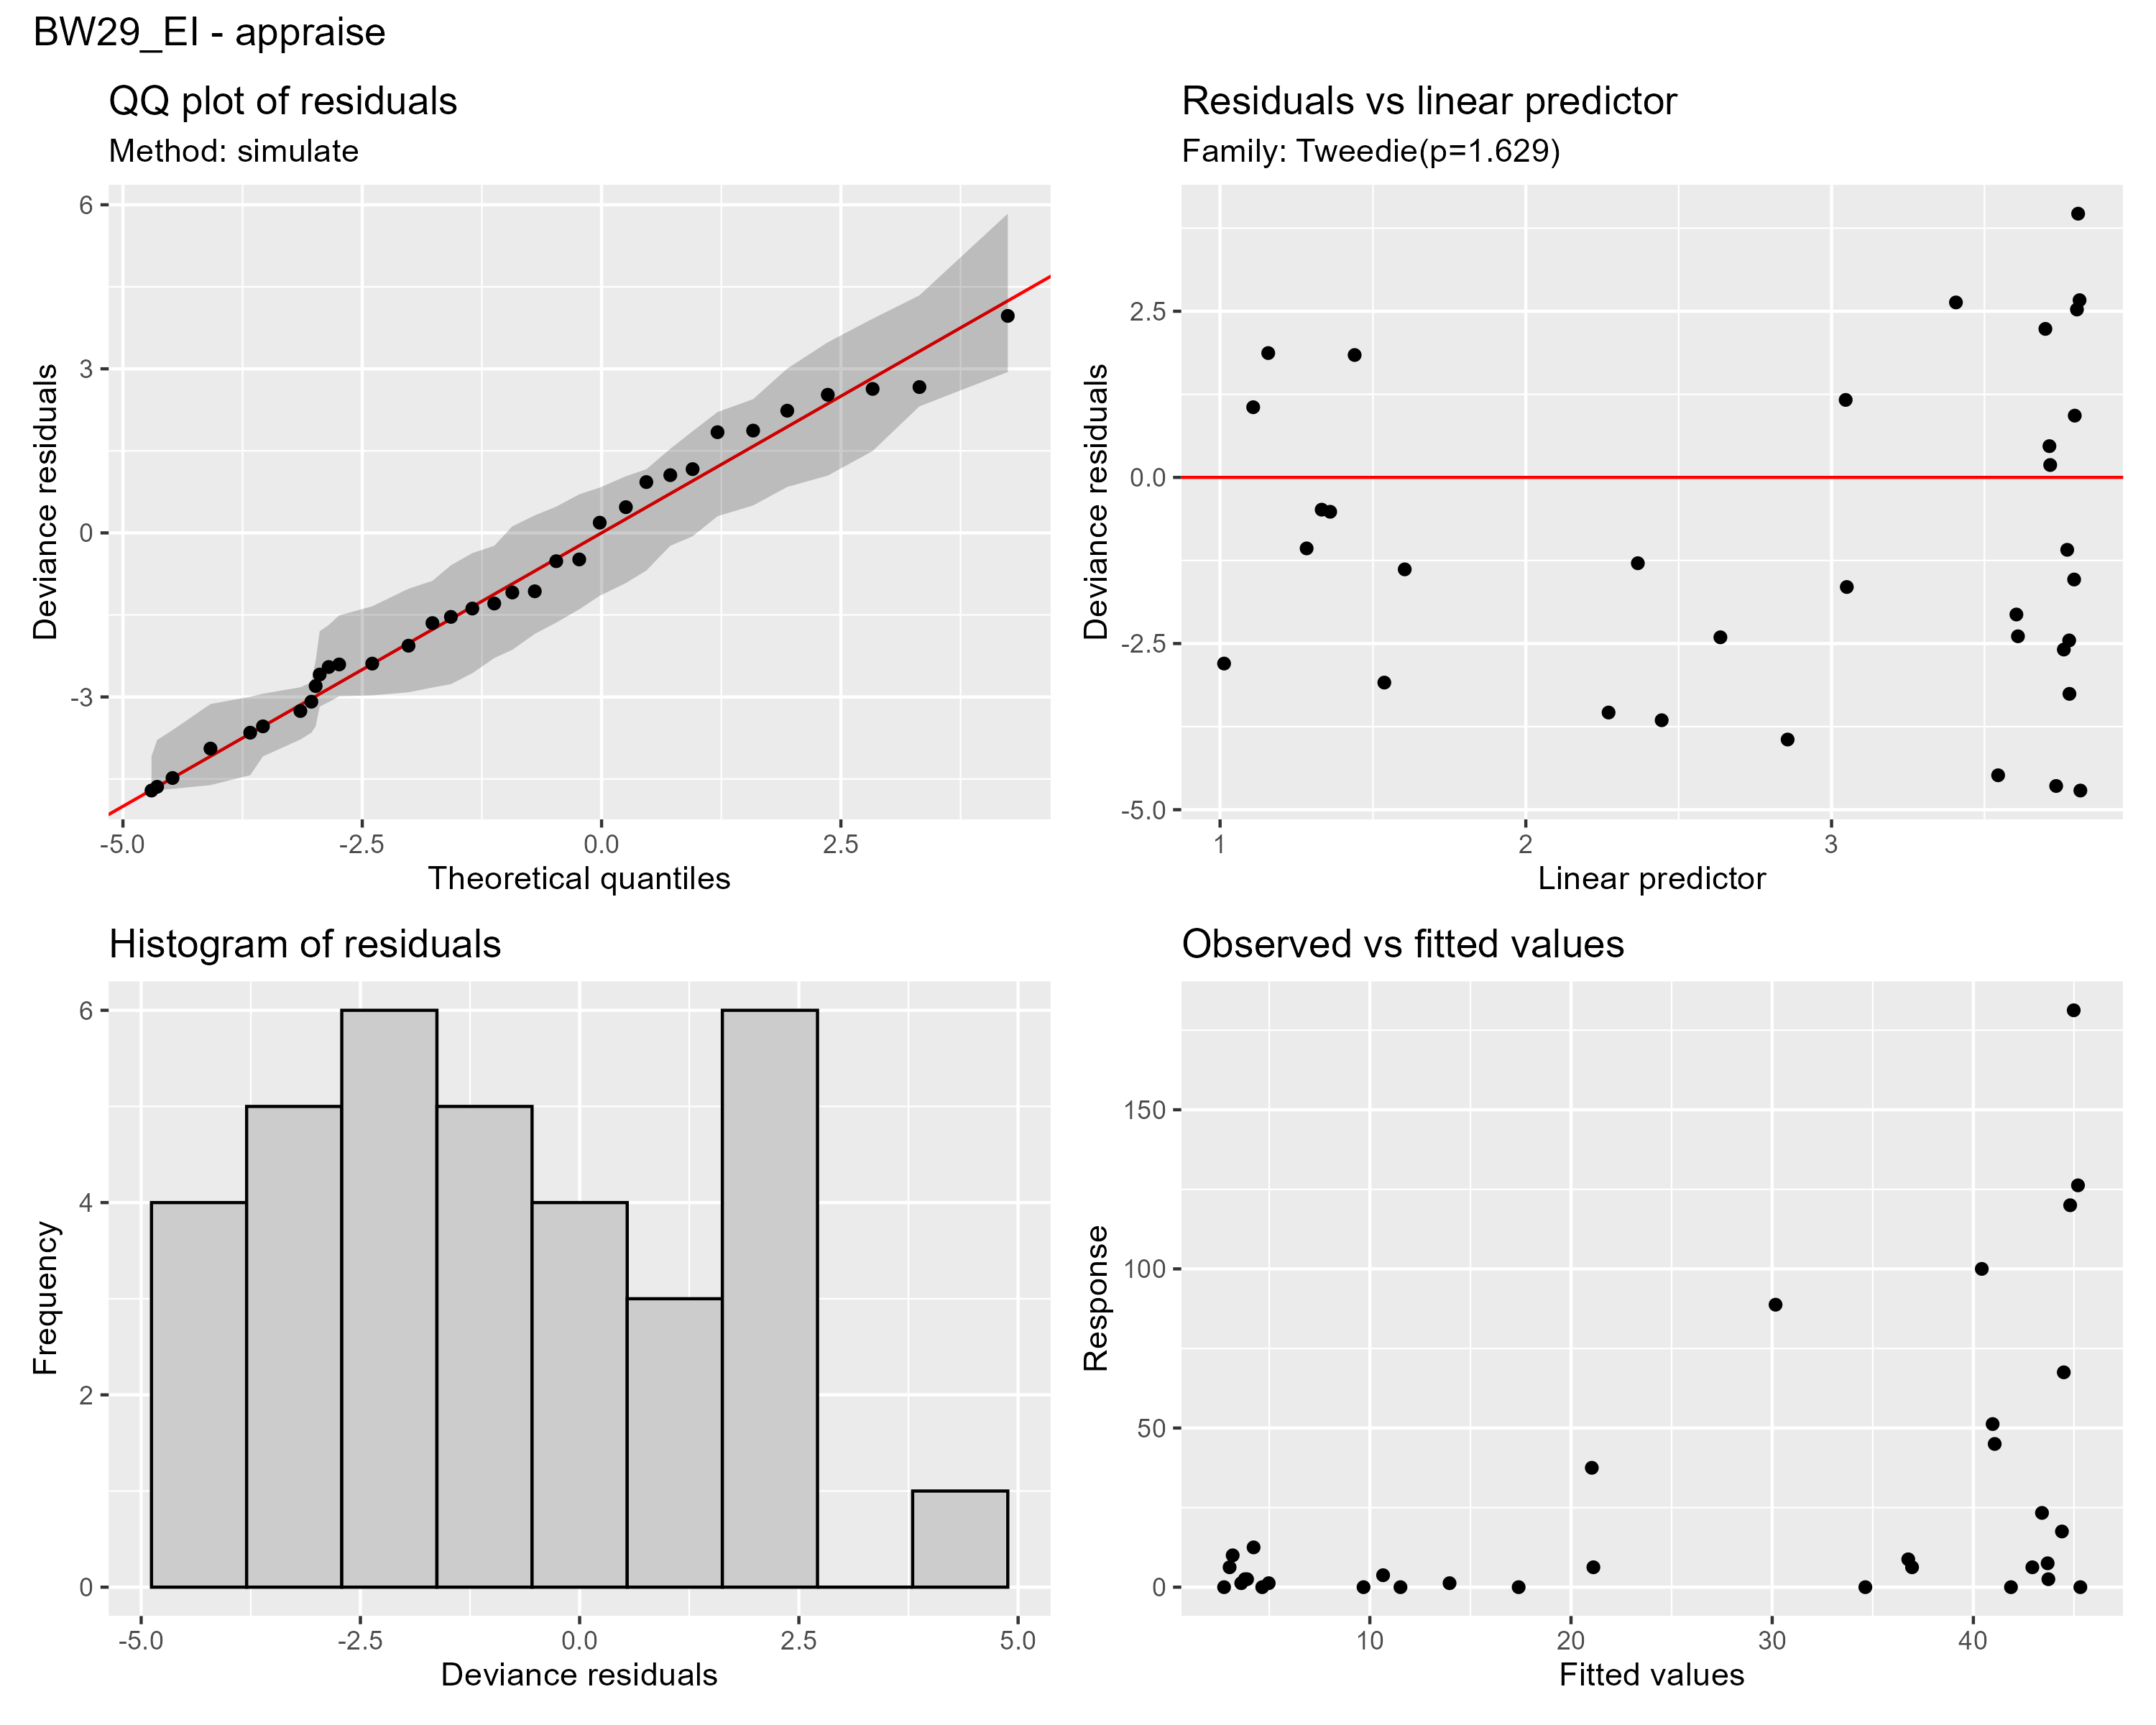 BW29_EI - appraise
QQ plot of residuals
Method: simulate
6
3
0
-3
-5.0
-2.5
0.0
2.5
Theoretical quantiles
Deviance residuals
Residuals vs linear predictor
Family: Tweedie(p=1.629)
2.5
0.0
-2.5
-5.0
1
2
3
Linear predictor
Deviance residuals
Histogram of residuals
6
4
2
0
-5.0
-2.5
0.0
2.5
5.0
Deviance residuals
Frequency
Observed vs fitted values
150
100
50
0
10
20
30
40
Fitted values
Response